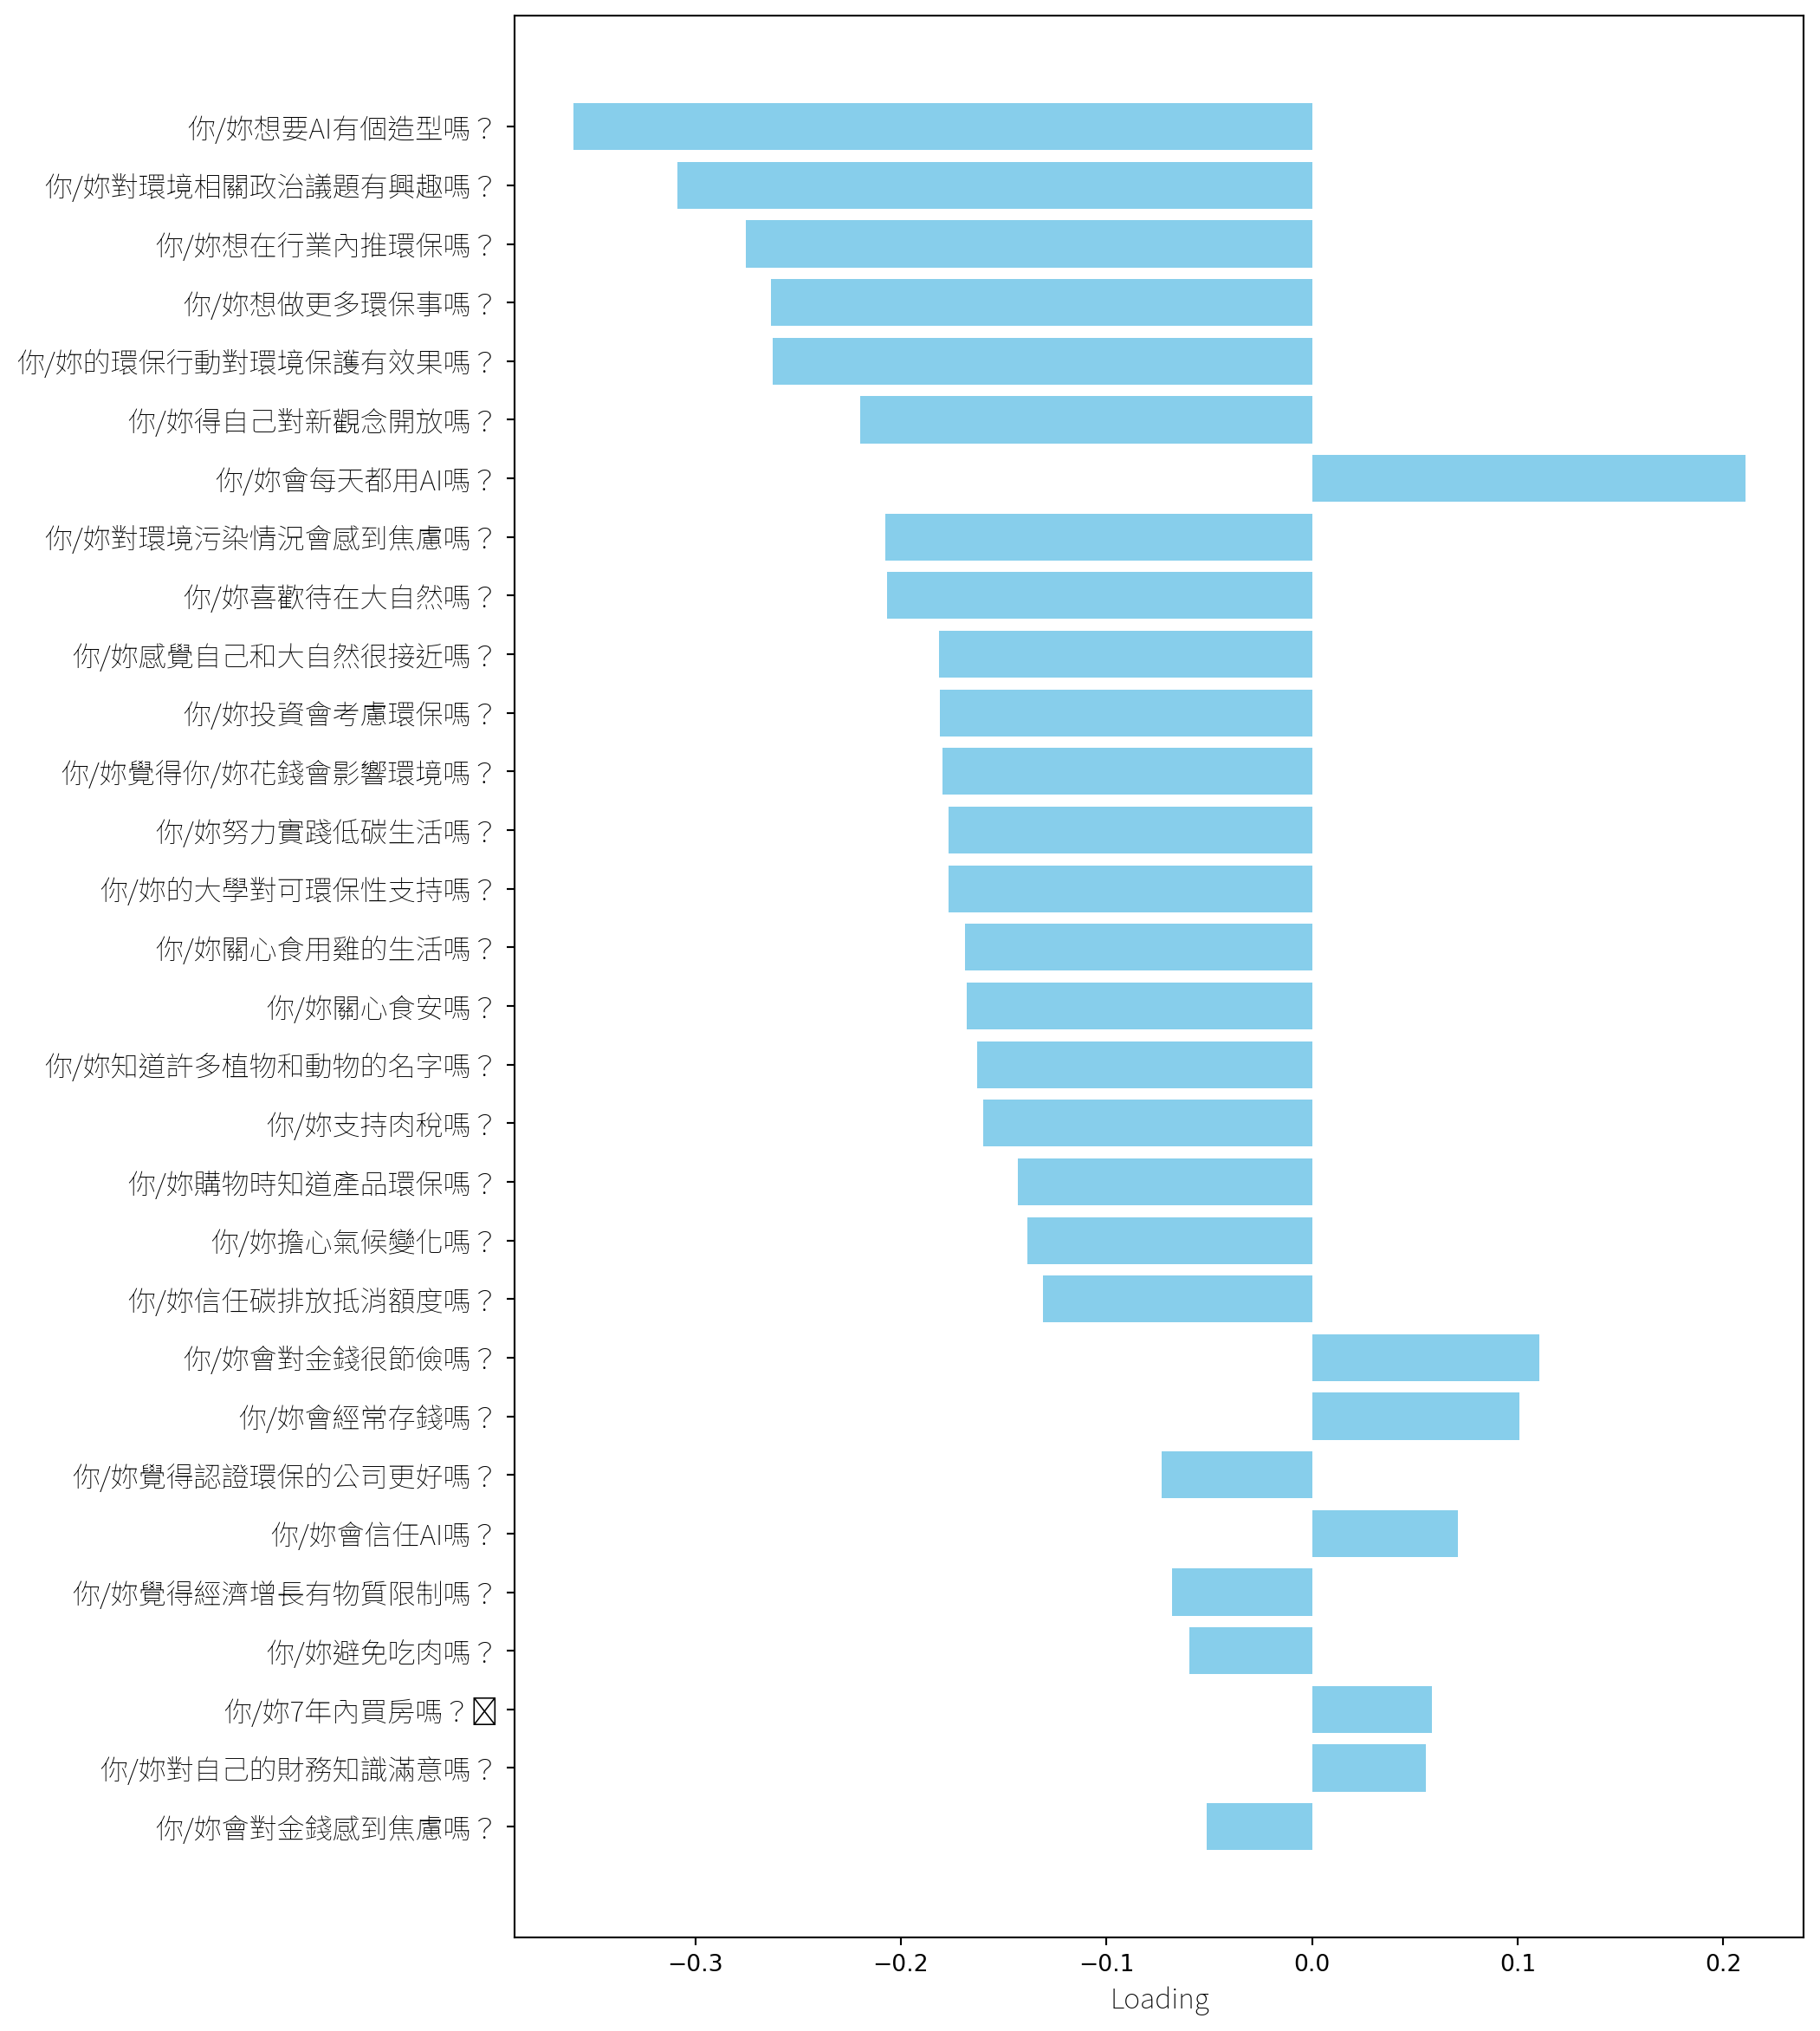 你/妳想要AI有個造型嗎？
你/妳對環境相關政治議題有興趣嗎？
你/妳想在行業內推環保嗎？
你/妳想做更多環保事嗎？
你/妳的環保行動對環境保護有效果嗎？
你/妳得自己對新觀念開放嗎？
你/妳會每天都用AI嗎？
你/妳對環境污染情況會感到焦慮嗎？
你/妳喜歡待在大自然嗎？
你/妳感覺自己和大自然很接近嗎？
你/妳投資會考慮環保嗎？
你/妳覺得你/妳花錢會影響環境嗎？
你/妳努力實踐低碳生活嗎？
你/妳的大學對可環保性支持嗎？
你/妳關心食用雞的生活嗎？
你/妳關心食安嗎？
你/妳知道許多植物和動物的名字嗎？
你/妳支持肉稅嗎？
你/妳購物時知道產品環保嗎？
你/妳擔心氣候變化嗎？
你/妳信任碳排放抵消額度嗎？
你/妳會對金錢很節儉嗎？
你/妳會經常存錢嗎？
你/妳覺得認證環保的公司更好嗎？
你/妳會信任AI嗎？
你/妳覺得經濟增長有物質限制嗎？
你/妳避免吃肉嗎？
你/妳7年內買房嗎？
你/妳對自己的財務知識滿意嗎？
你/妳會對金錢感到焦慮嗎？
−0.3 −0.2 −0.1 0.0 0.1 0.2
Loading